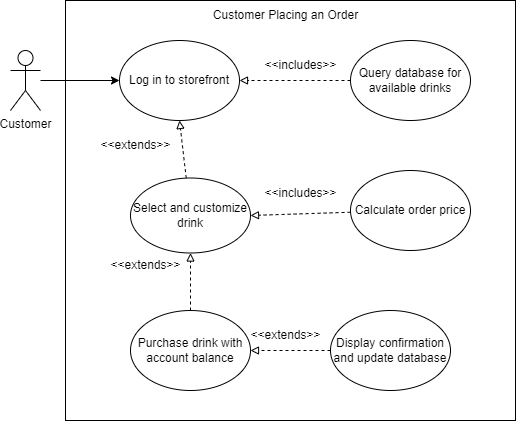 Customer Placing an Order
Customer
Log in to storefront
<<includes>>
Query database for
available drinks
<<extends>>
Select and customize
drink
<<includes>>
Calculate order price
<<extends>>
Purchase drink with
account balance
<<extends>>
Display confirmation
and update database